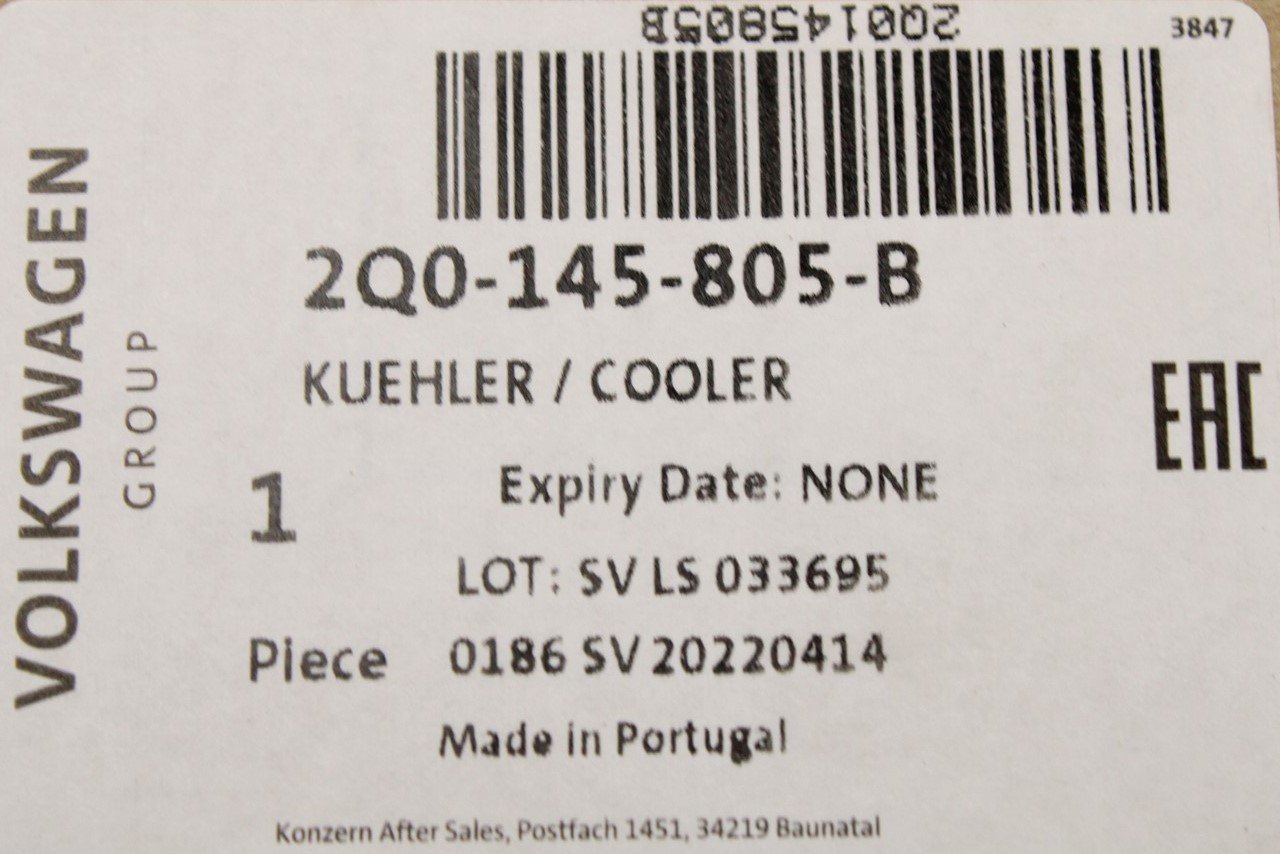 2Q0145805B
3847
VOLKSWAGEN
GROUP
2Q0-145-805-B
KUEHLER / COOLER
EAC
1
Expiry Date: NONE
LOT: SV LS 033695
Piece 0186 SV 20220414
Made in Portugal
Konzern After Sales, Postfach 1451, 34219 Baunatal